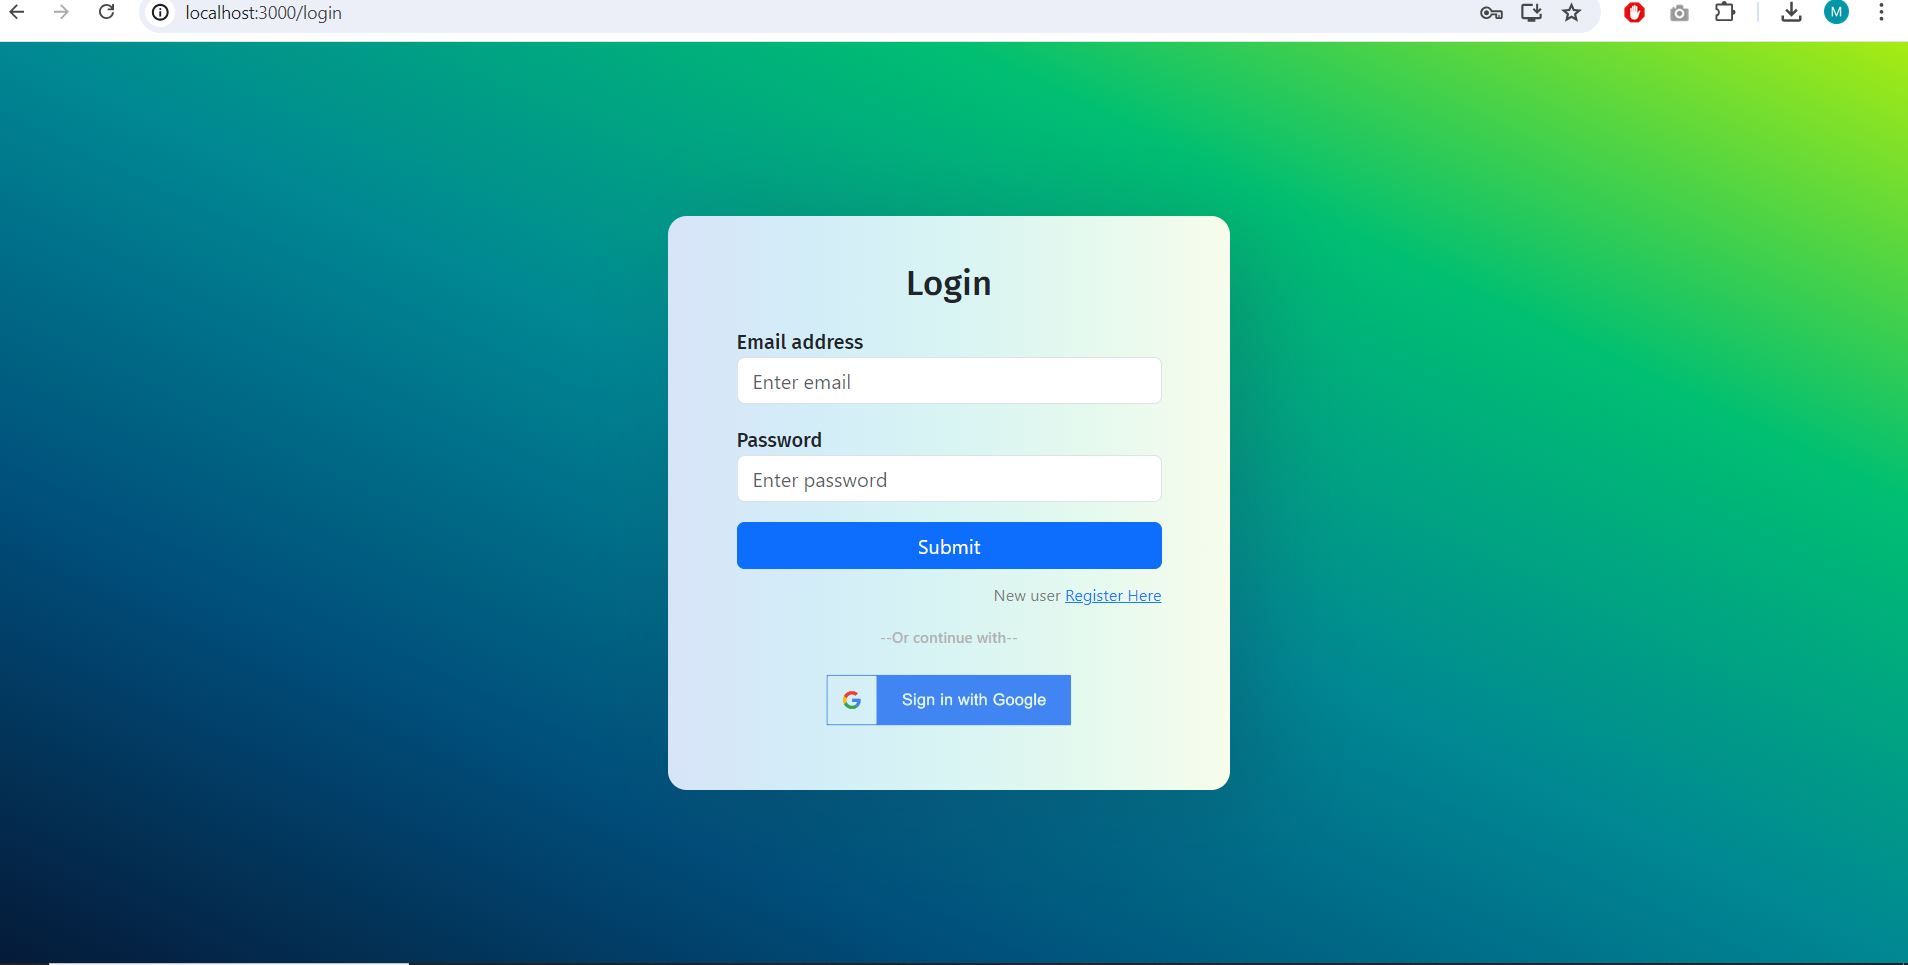 localhost:3000/login
M
Login
Email address
Enter email
Password
Enter password
Submit
New user Register Here
--Or continue with--
G Sign in with Google